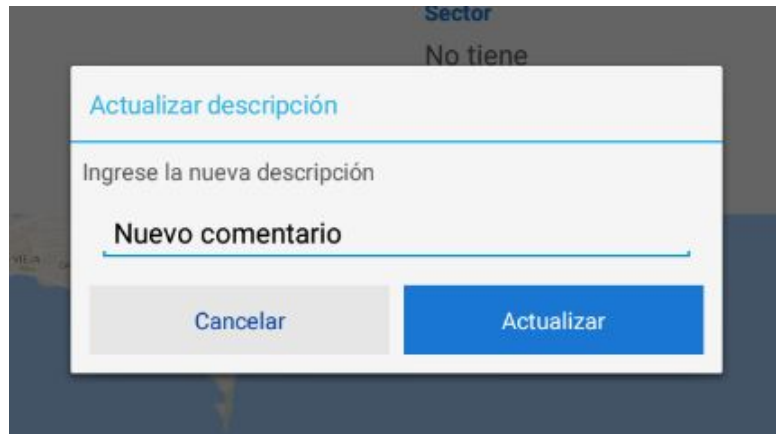 Sector
No tiene
Actualizar descripción
Ingrese la nueva descripción
Nuevo comentario
Cancelar
Actualizar